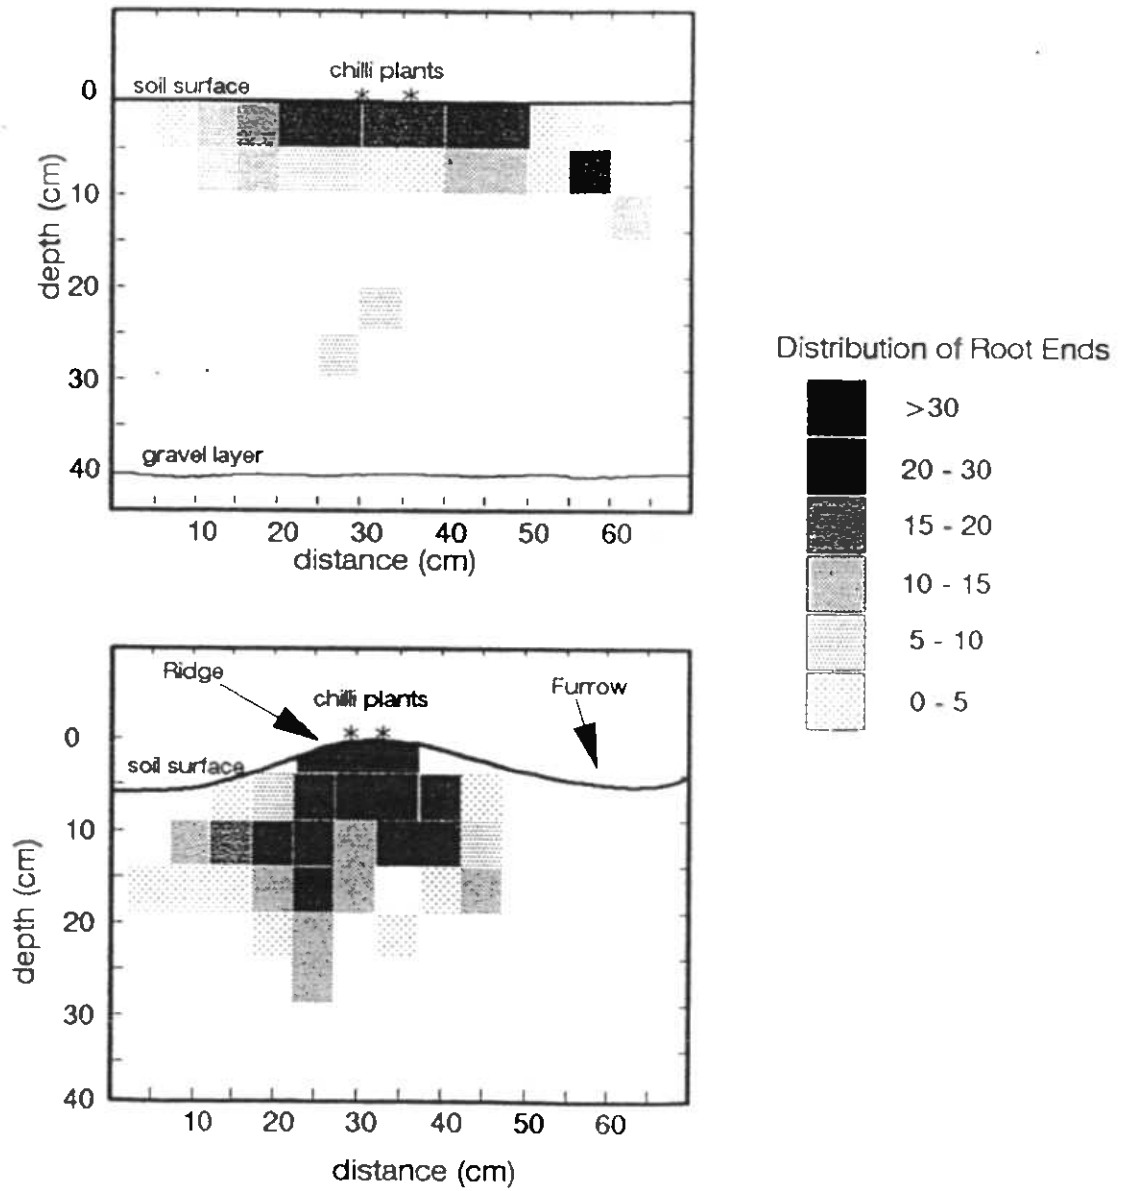 chilli plants
soil surface
* *
0
10
20
30
40
depth (cm)
gravel layer
10 20 30 40 50 60
distance (cm)
Distribution of Root Ends
>30
20 - 30
15 - 20
10 - 15
5 - 10
0 - 5
Ridge
chilli plants
Furrow
* *
soil surface
0
10
20
30
40
depth (cm)
10 20 30 40 50 60
distance (cm)